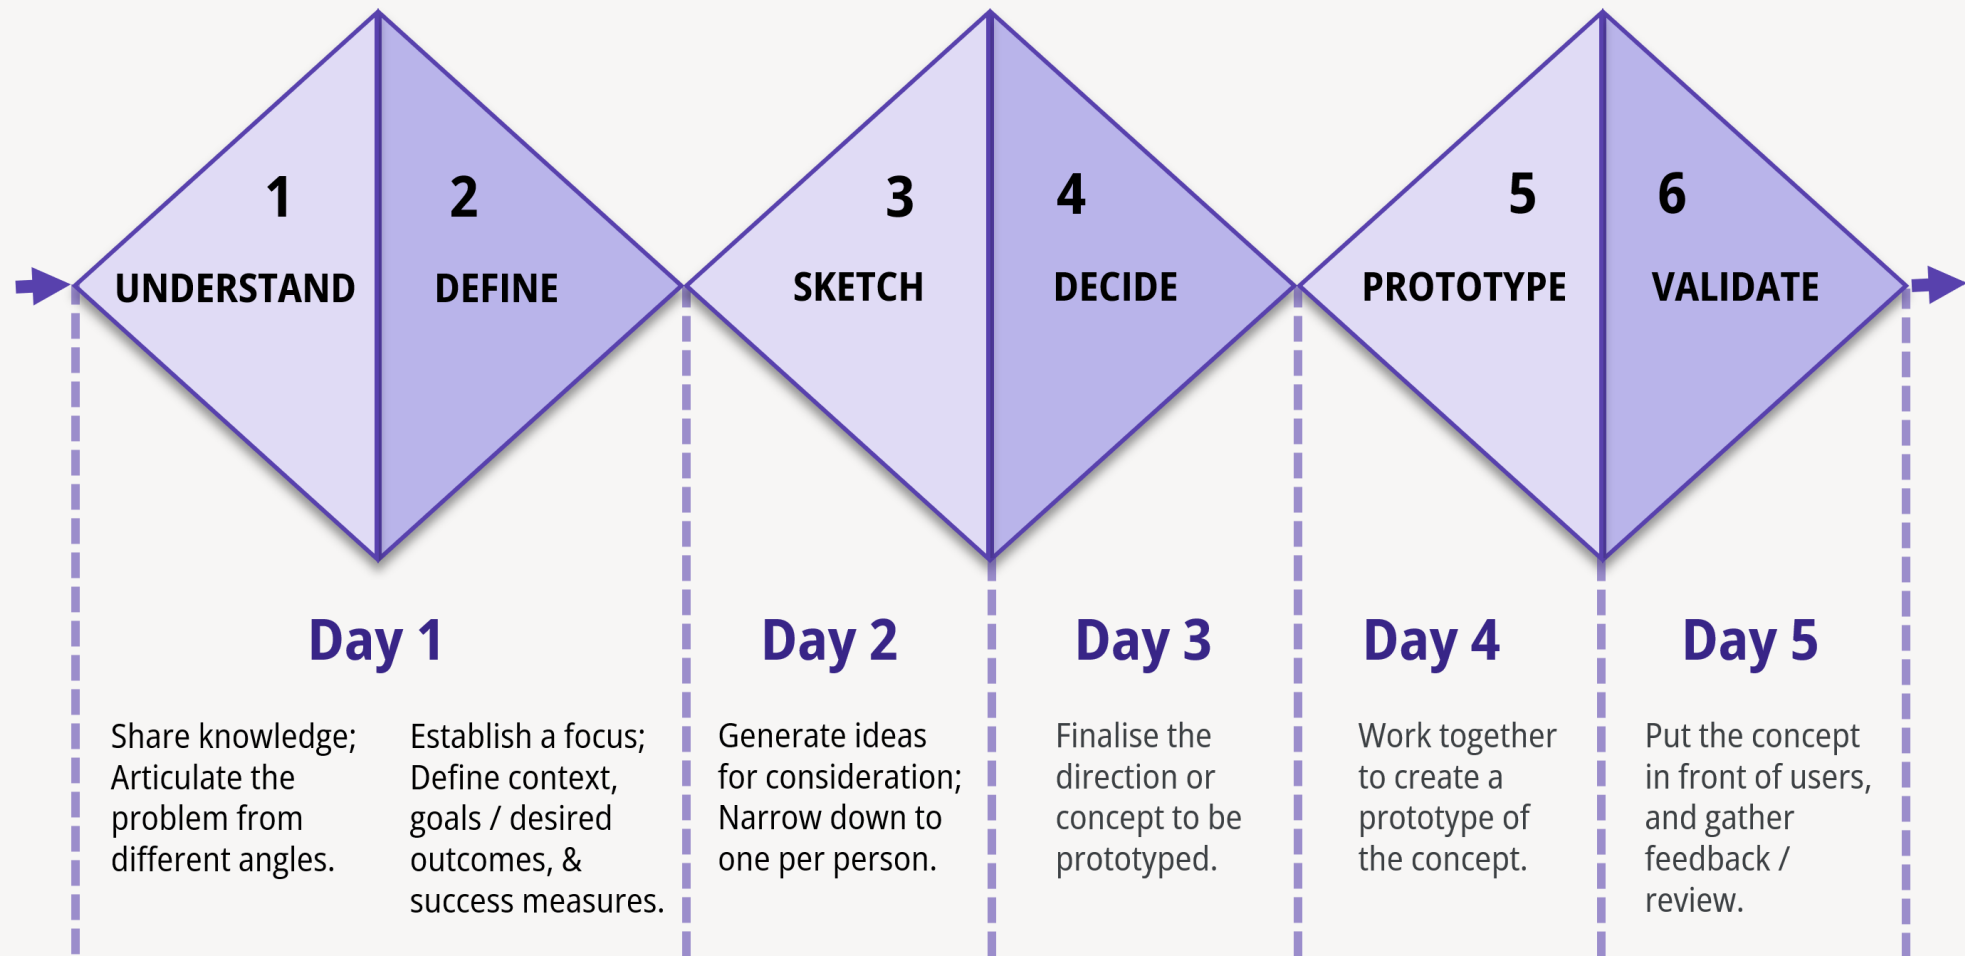 1
UNDERSTAND
2
DEFINE
3
SKETCH
4
DECIDE
5
PROTOTYPE
6
VALIDATE
Day 1
Share knowledge;
Articulate the
problem from
different angles.
Establish a focus;
Define context,
goals / desired
outcomes, &
success measures.
Day 2
Generate ideas
for consideration;
Narrow down to
one per person.
Day 3
Finalise the
direction or
concept to be
prototyped.
Day 4
Work together
to create a
prototype of
the concept.
Day 5
Put the concept
in front of users,
and gather
feedback /
review.